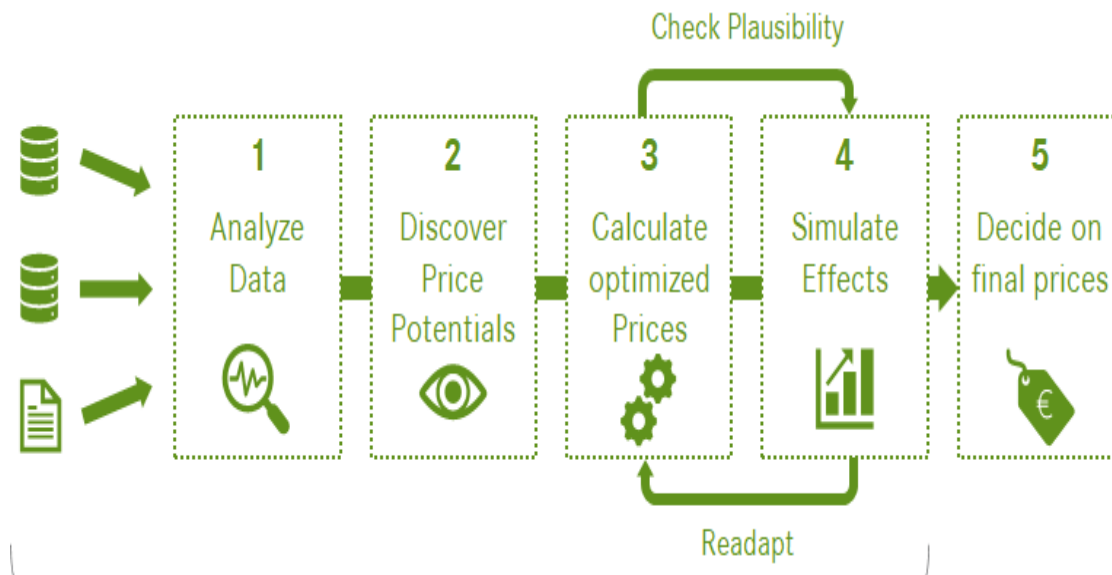 Check Plausibility
1
Analyze
Data
2
Discover
Price
Potentials
3
Calculate
optimized
Prices
4
Simulate
Effects
5
Decide on
final prices
€
Readapt